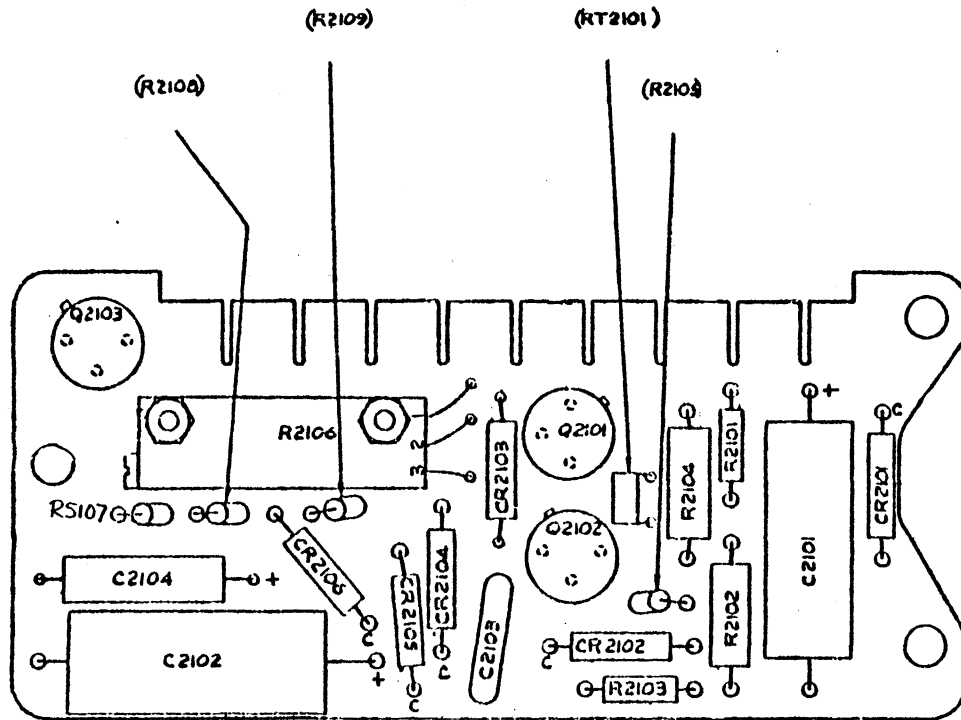 (R2109)
(RT2101)
(R2108)
(R2105
Q2103
+
C
R2106
2
3
Q2101
R2101
CR2103
R2104
CR2101
C2101
RS107
Q2102
CR2106
CR2104
C2104
+
CR2105
R2102
C2103
C2102
+
C
C
C
C
CR2102
R2103